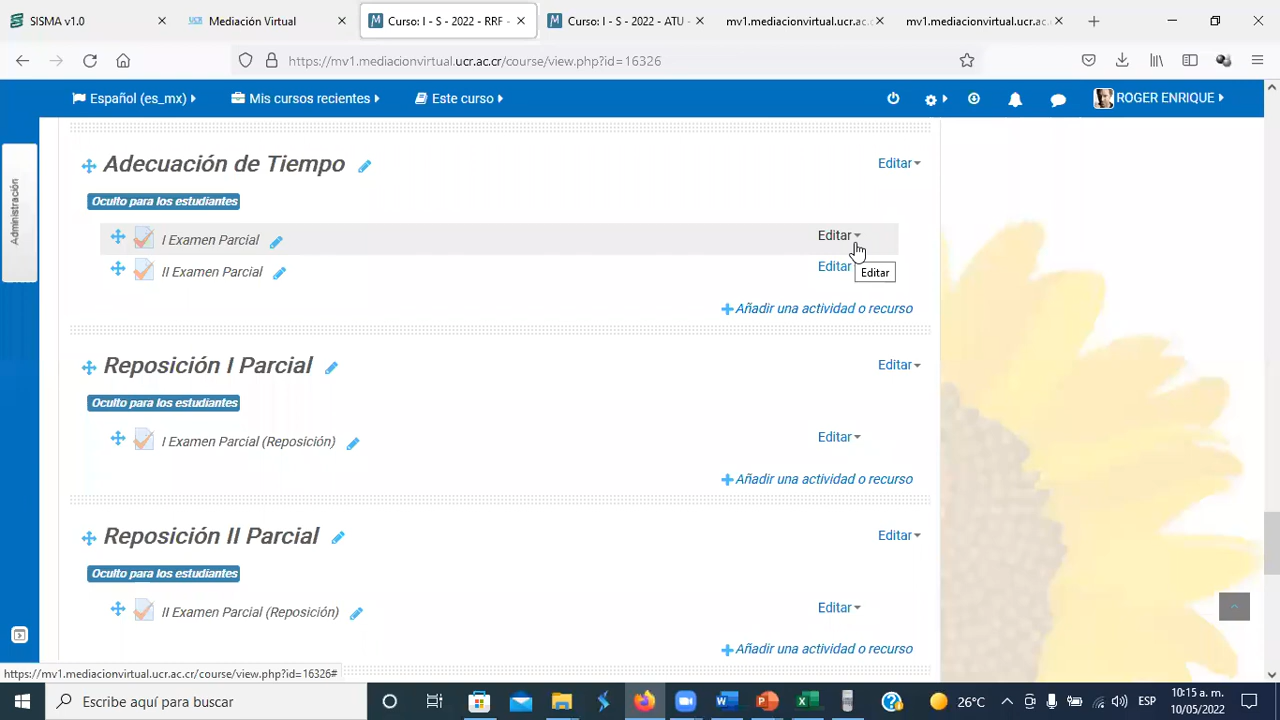 SISMA v1.0
Mediación Virtual
Curso: I - S - 2022 - RRF -
Curso: I - S - 2022 - ATU -
mv1.mediacionvirtual.ucr.ac.c
mv1.mediacionvirtual.ucr.ac.c
https://mv1.mediacionvirtual.ucr.ac.cr/course/view.php?id=16326
Español (es_mx)
Mis cursos recientes
Este curso
ROGER ENRIQUE
Administración
Adecuación de Tiempo
Editar
Oculto para los estudiantes
I Examen Parcial
Editar
II Examen Parcial
Editar
Editar
Añadir una actividad o recurso
Reposición I Parcial
Editar
Oculto para los estudiantes
I Examen Parcial (Reposición)
Editar
Añadir una actividad o recurso
Reposición II Parcial
Editar
Oculto para los estudiantes
II Examen Parcial (Reposición)
Editar
Añadir una actividad o recurso
https://mv1.mediacionvirtual.ucr.ac.cr/course/view.php?id=16326#
Escribe aquí para buscar
26°C
ESP
10:15 a. m.
10/05/2022